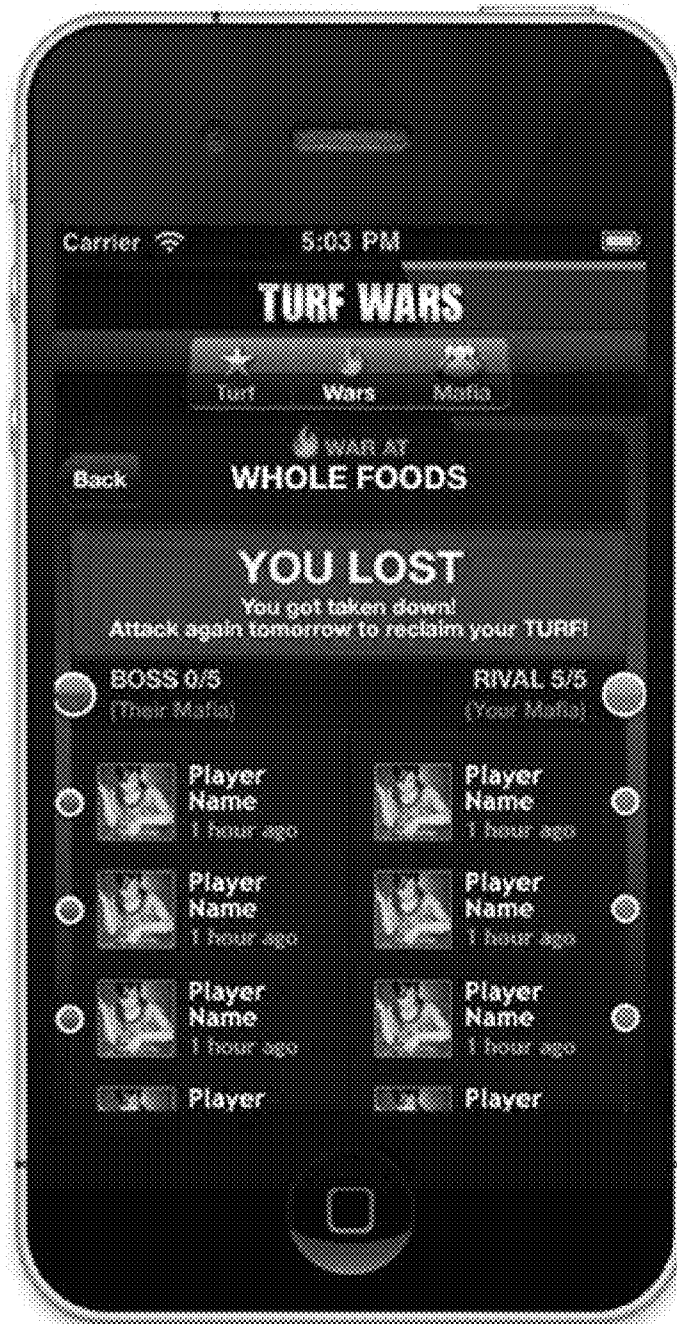 Carrier 5:03 PM
TURF WARS
Turf Wars Mafia
WAR AT
Back WHOLE FOODS
YOU LOST
You got taken down!
Attack again tomorrow to reclaim your TURF!
BOSS 0/5 RIVAL 5/5
(Their Mafia) (Your Mafia)
Player Player
Name Name
1 hour ago 1 hour ago
Player Player
Name Name
1 hour ago 1 hour ago
Player Player
Name Name
1 hour ago 1 hour ago
Player Player